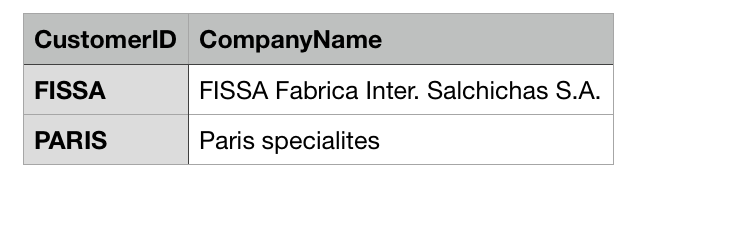 CustomerID CompanyName
FISSA FISSA Fabrica Inter. Salchichas S.A.
PARIS Paris specialites